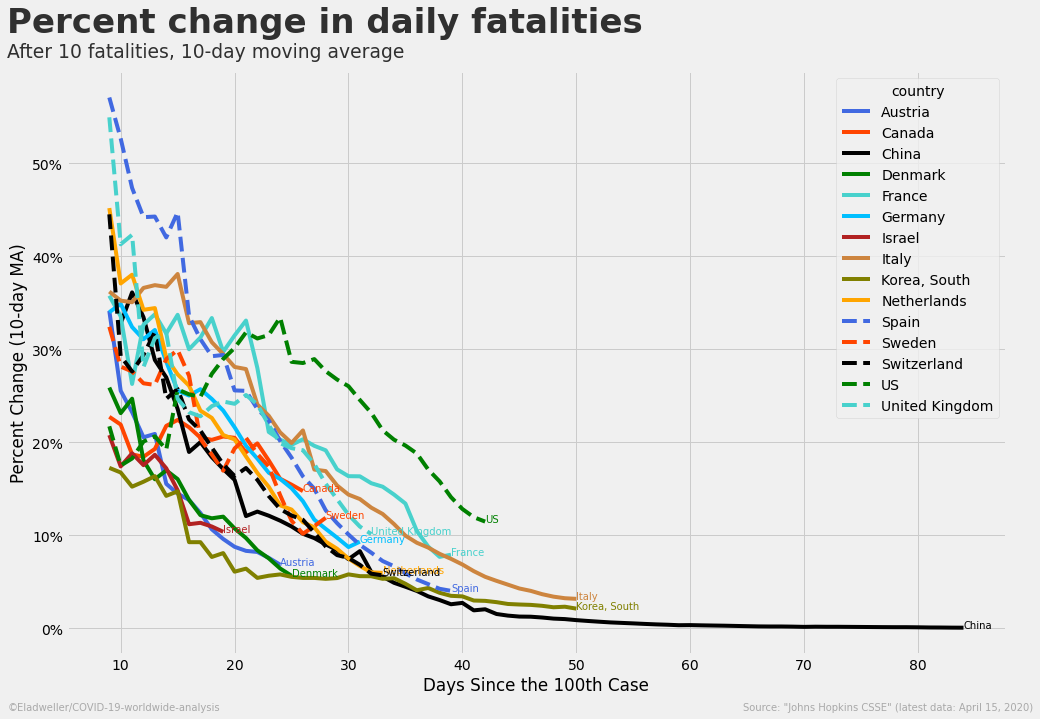 Percent change in daily fatalities
After 10 fatalities, 10-day moving average
Percent Change (10-day MA)
50%
40%
30%
20%
10%
0%
country
Austria
Canada
China
Denmark
France
Germany
Israel
Italy
Korea, South
Netherlands
Spain
Sweden
Switzerland
US
United Kingdom
Canada
US
Sweden
Israel
United Kingdom
Germany
France
Austria
Netherlands
Switzerland
Denmark
Spain
Italy
Korea, South
China
10 20 30 40 50 60 70 80
Days Since the 100th Case
©Eladweller/COVID-19-worldwide-analysis
Source: "Johns Hopkins CSSE" (latest data: April 15, 2020)